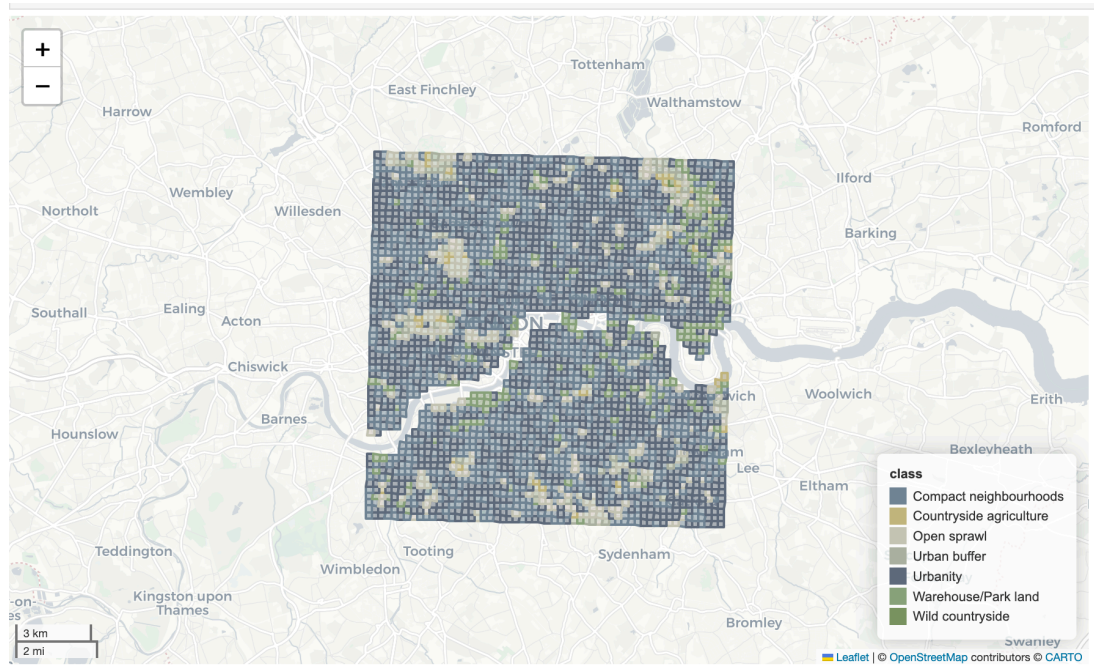 +
−
Tottenham
East Finchley
Walthamstow
Harrow
Romford
Ilford
Wembley
Willesden
Northolt
Barking
Southall
Ealing
Acton
Chiswick
Woolwich
Barnes
Erith
Hounslow
Bexleyheath
Lee
Eltham
Teddington
Tooting
Sydenham
Wimbledon
Kingston upon
Thames
-on-
es
Bromley
Swanley
class
Compact neighbourhoods
Countryside agriculture
Open sprawl
Urban buffer
Urbanity
Warehouse/Park land
Wild countryside
3 km
2 mi
Leaflet | © OpenStreetMap contributors © CARTO